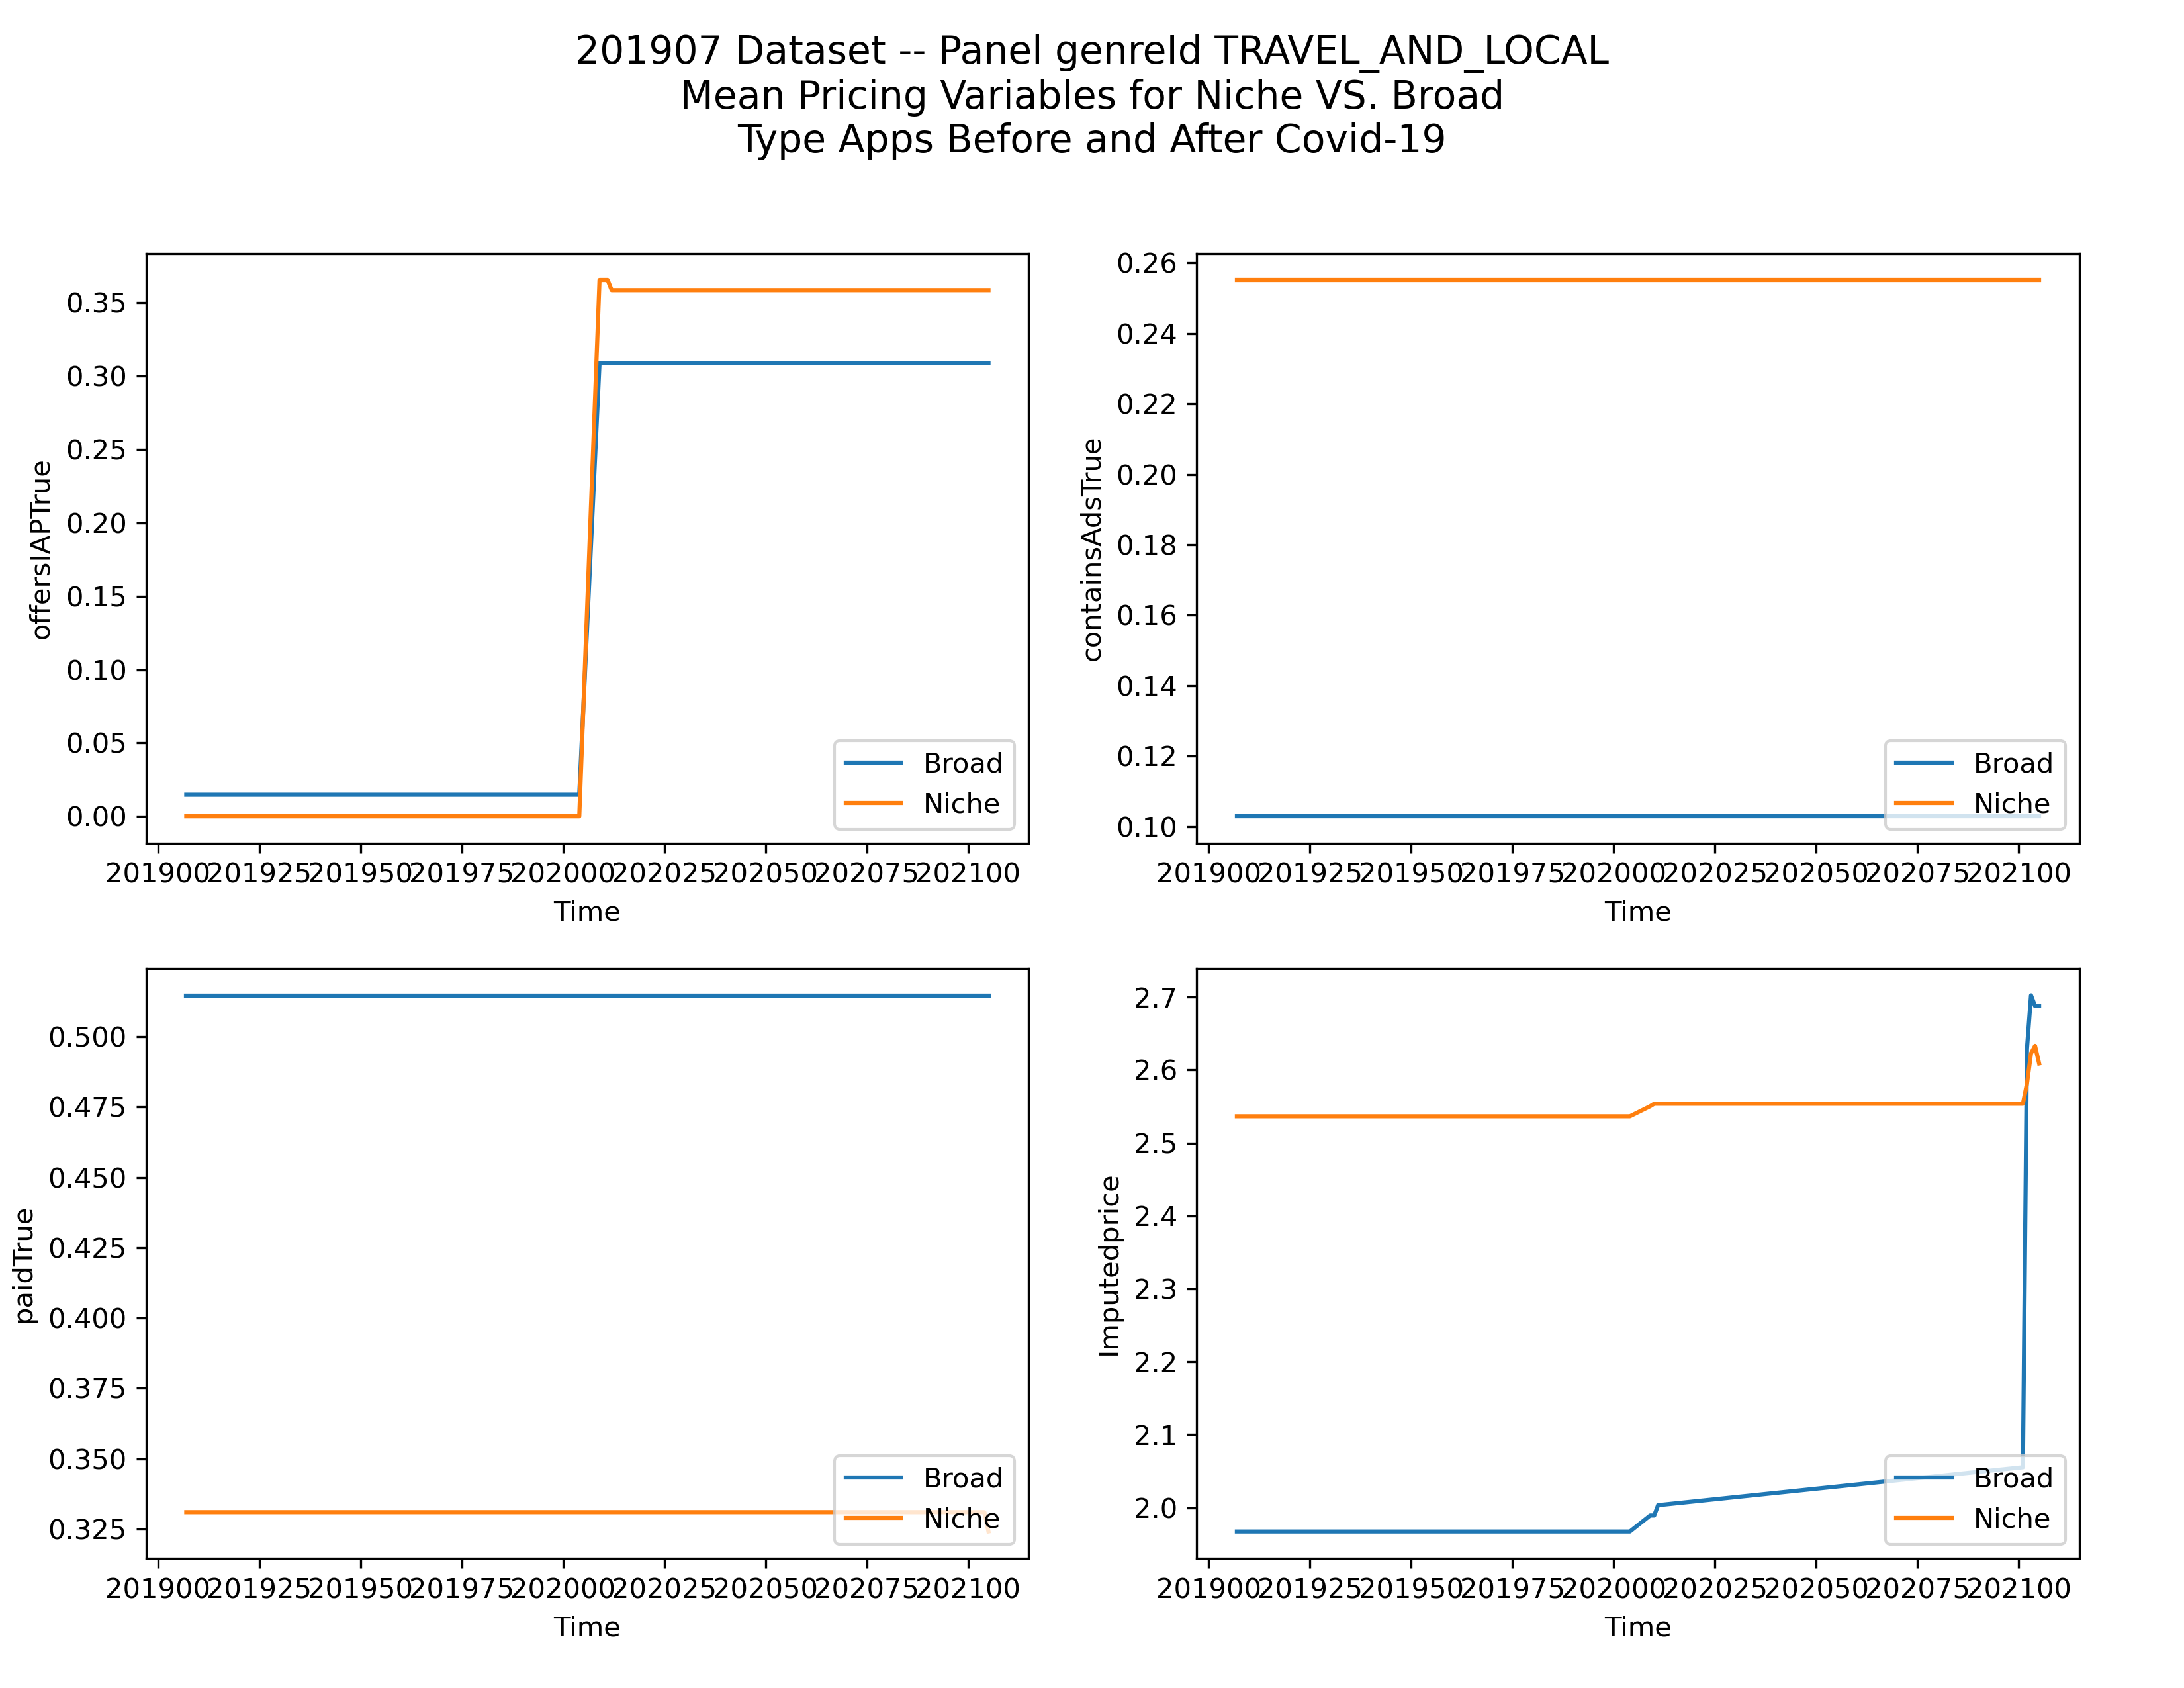 201907 Dataset -- Panel genreId TRAVEL_AND_LOCAL
Mean Pricing Variables for Niche VS. Broad
Type Apps Before and After Covid-19
offersIAPTrue
0.35
0.30
0.25
0.20
0.15
0.10
0.05
0.00
Broad
Niche
201900 201925 201950 201975 202000 202025 202050 202075 202100
Time
containsAdsTrue
0.26
0.24
0.22
0.20
0.18
0.16
0.14
0.12
0.10
Broad
Niche
201900 201925 201950 201975 202000 202025 202050 202075 202100
Time
paidTrue
0.500
0.475
0.450
0.425
0.400
0.375
0.350
0.325
Broad
Niche
201900 201925 201950 201975 202000 202025 202050 202075 202100
Time
Imputedprice
2.7
2.6
2.5
2.4
2.3
2.2
2.1
2.0
Broad
Niche
201900 201925 201950 201975 202000 202025 202050 202075 202100
Time